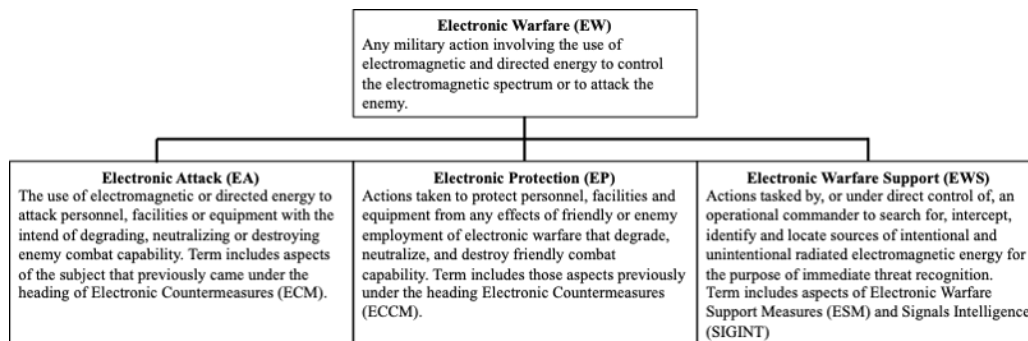 Electronic Warfare (EW)
Any military action involving the use of
electromagnetic and directed energy to control
the electromagnetic spectrum or to attack the
enemy.
Electronic Attack (EA)
The use of electromagnetic or directed energy to
attack personnel, facilities or equipment with the
intend of degrading, neutralizing or destroying
enemy combat capability. Term includes aspects
of the subject that previously came under the
heading of Electronic Countermeasures (ECM).
Electronic Protection (EP)
Actions taken to protect personnel, facilities and
equipment from any effects of friendly or enemy
employment of electronic warfare that degrade,
neutralize, and destroy friendly combat
capability. Term includes those aspects previously
under the heading Electronic Countermeasures
(ECCM).
Electronic Warfare Support (EWS)
Actions tasked by, or under direct control of, an
operational commander to search for, intercept,
identify and locate sources of intentional and
unintentional radiated electromagnetic energy for
the purpose of immediate threat recognition.
Term includes aspects of Electronic Warfare
Support Measures (ESM) and Signals Intelligence
(SIGINT)